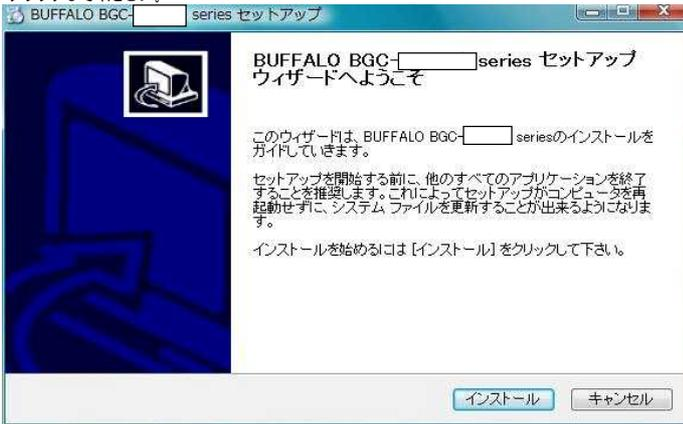 BUFFALO BGC- series セットアップ
BUFFALO BGC- series セットアップ
ウィザードへようこそ
このウィザードは、BUFFALO BGC- seriesのインストールを
ガイドしていきます。
セットアップを開始する前に、他のすべてのアプリケーションを終了
することを推奨します。これによってセットアップがコンピュータを再
起動せずに、システム ファイルを更新することが出来るようになりま
す。
インストールを始めるには [インストール] をクリックして下さい。
インストール
キャンセル